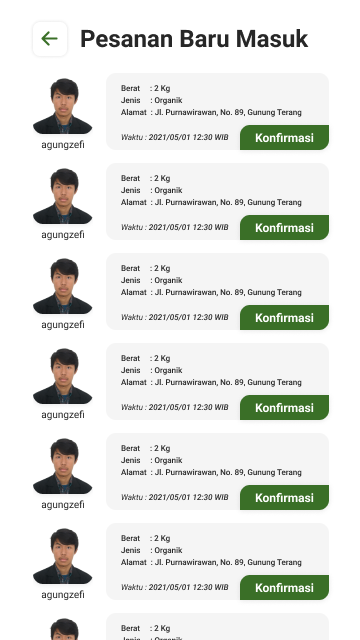 Pesanan Baru Masuk
Berat : 2 Kg
Jenis : Organik
Alamat : Jl. Purnawirawan, No. 89, Gunung Terang
Waktu : 2021/05/01 12:30 WIB
Konfirmasi
agungzefi
Berat : 2 Kg
Jenis : Organik
Alamat : Jl. Purnawirawan, No. 89, Gunung Terang
Waktu : 2021/05/01 12:30 WIB
Konfirmasi
agungzefi
Berat : 2 Kg
Jenis : Organik
Alamat : Jl. Purnawirawan, No. 89, Gunung Terang
Waktu : 2021/05/01 12:30 WIB
Konfirmasi
agungzefi
Berat : 2 Kg
Jenis : Organik
Alamat : Jl. Purnawirawan, No. 89, Gunung Terang
Waktu : 2021/05/01 12:30 WIB
Konfirmasi
agungzefi
Berat : 2 Kg
Jenis : Organik
Alamat : Jl. Purnawirawan, No. 89, Gunung Terang
Waktu : 2021/05/01 12:30 WIB
Konfirmasi
agungzefi
Berat : 2 Kg
Jenis : Organik
Alamat : Jl. Purnawirawan, No. 89, Gunung Terang
Waktu : 2021/05/01 12:30 WIB
Konfirmasi
agungzefi
Berat : 2 Kg
Jenis : Organik